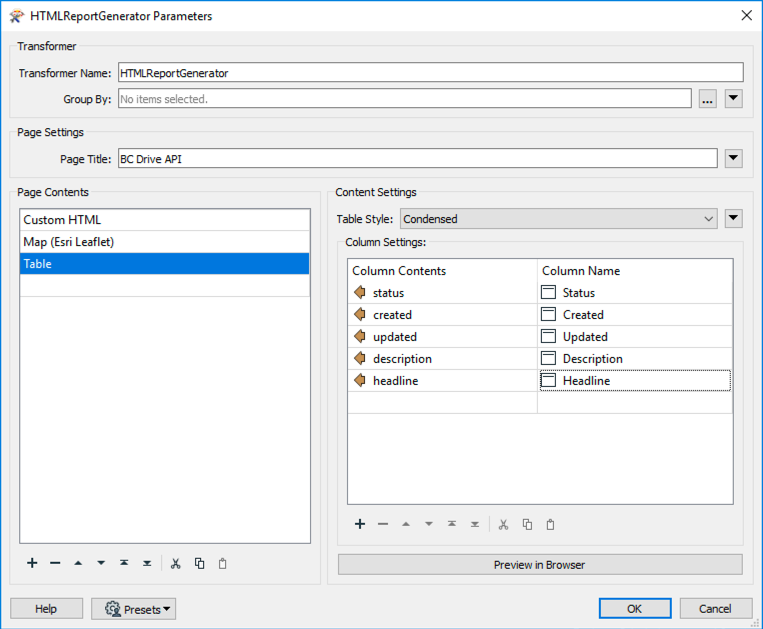 HTMLReportGenerator Parameters
Transformer
Transformer Name: HTMLReportGenerator
Group By: No items selected.
...
Page Settings
Page Title: BC Drive API
Page Contents
Custom HTML
Map (Esri Leaflet)
Table
Content Settings
Table Style: Condensed
Column Settings:
Column Contents Column Name
status Status
created Created
updated Updated
description Description
headline Headline
Preview in Browser
Help Presets OK Cancel